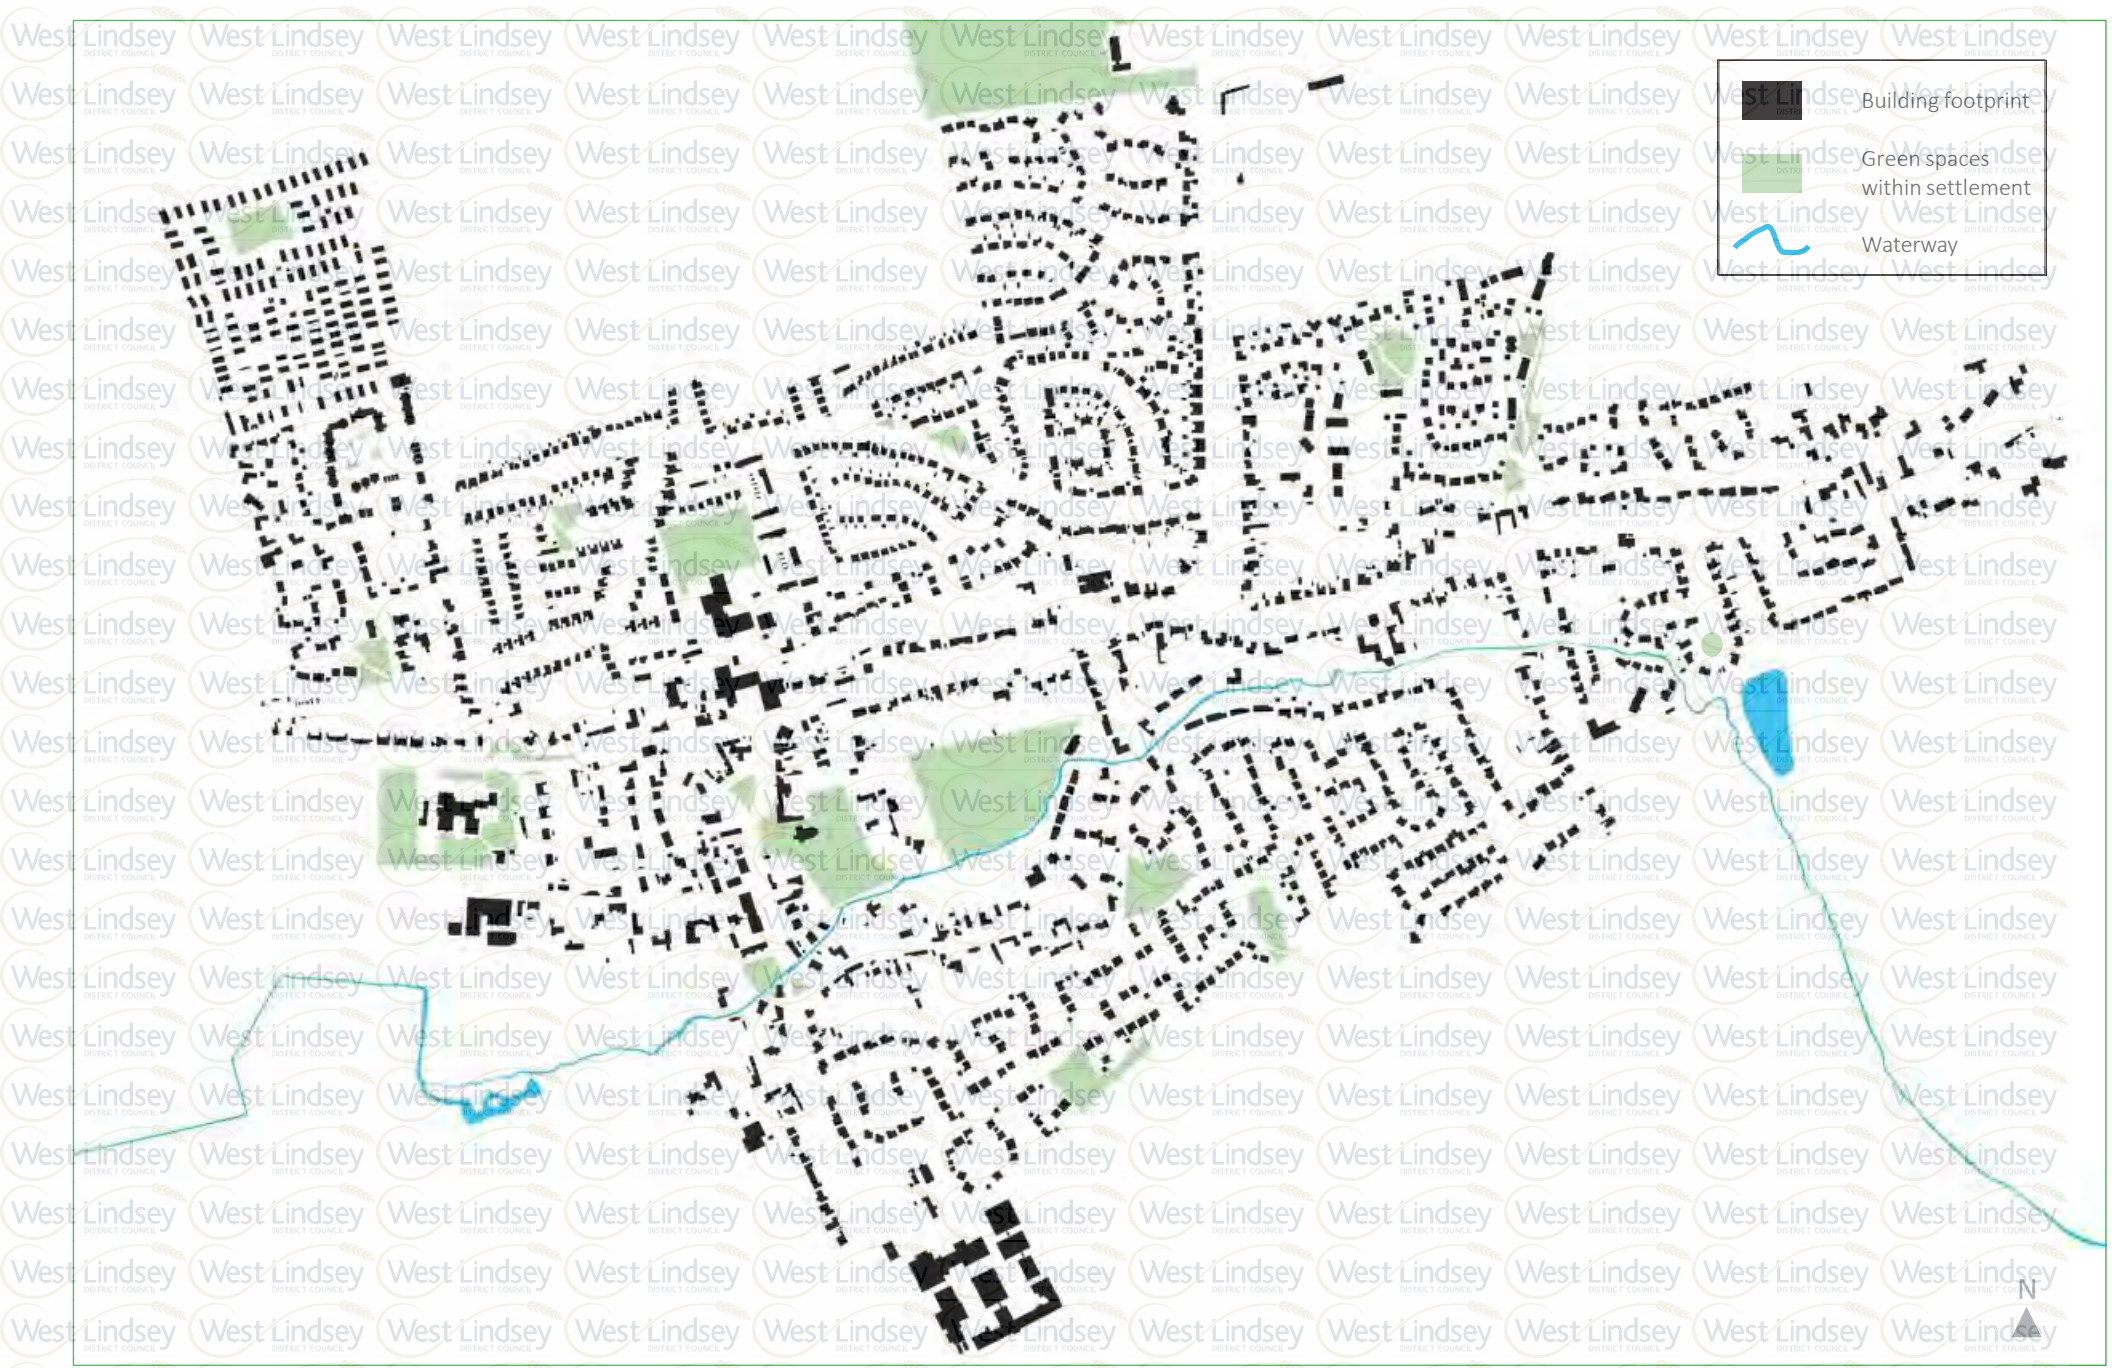 West Lindsey
DISTRICT COUNCIL
Building footprint
Green spaces
within settlement
Waterway
N